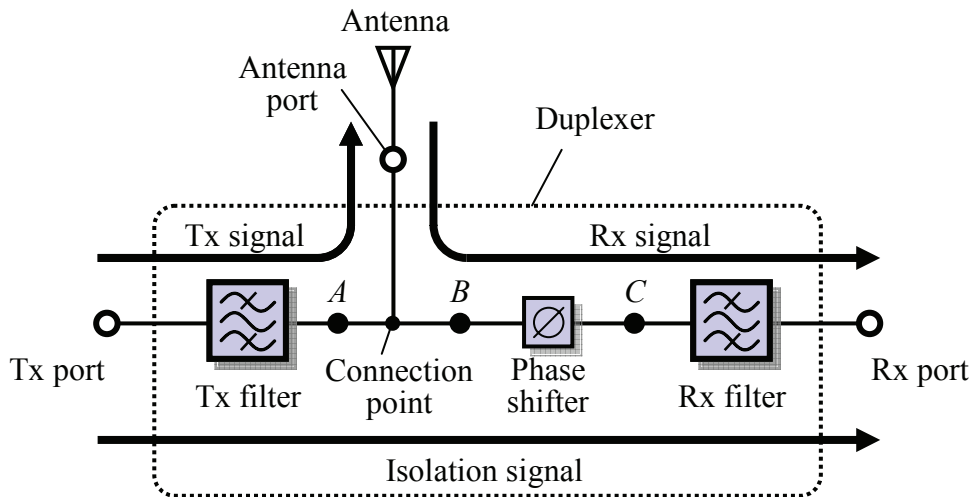 Antenna
Antenna
port
Duplexer
Tx signal
Rx signal
A
B
C
Tx port
Tx filter
Connection
point
Phase
shifter
Rx filter
Rx port
Isolation signal